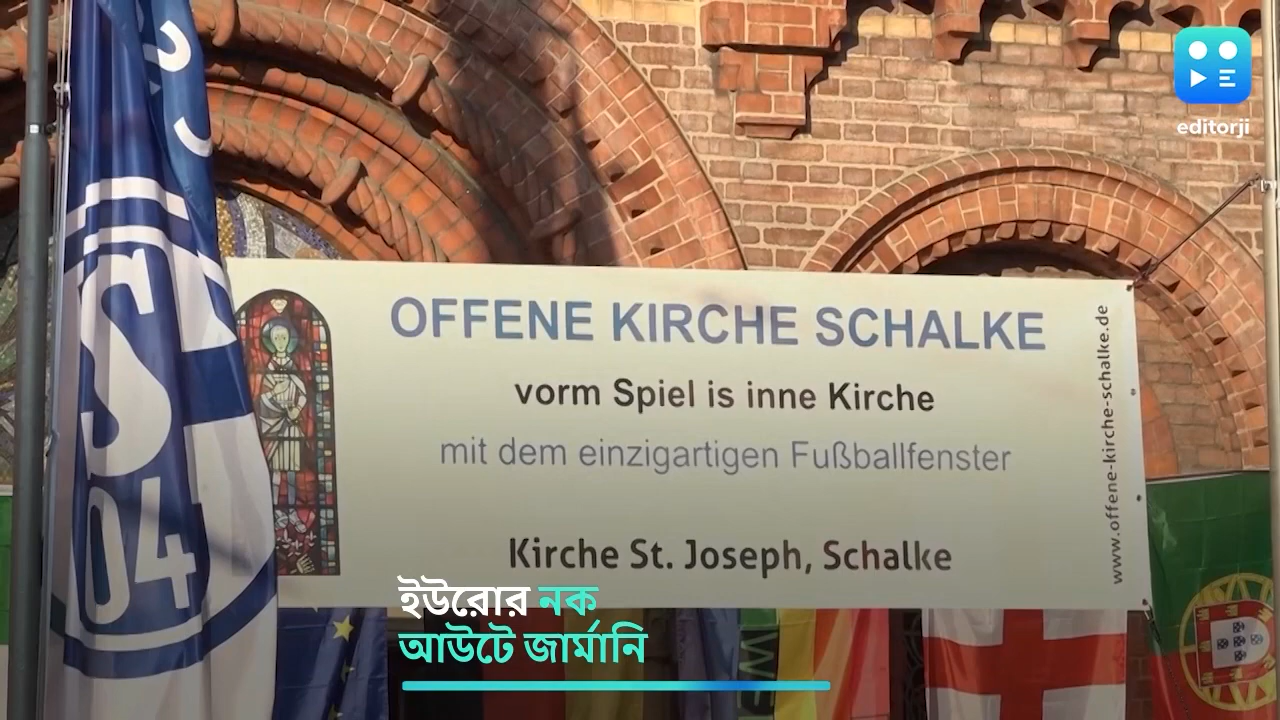 editorji
OFFENE KIRCHE SCHALKE
vorm Spiel is inne Kirche
mit dem einzigartigen Fußballfenster
Kirche St. Joseph, Schalke
www.offene-kirche-schalke.de
S
04
ইউরোর নক
আউটে জার্মানি